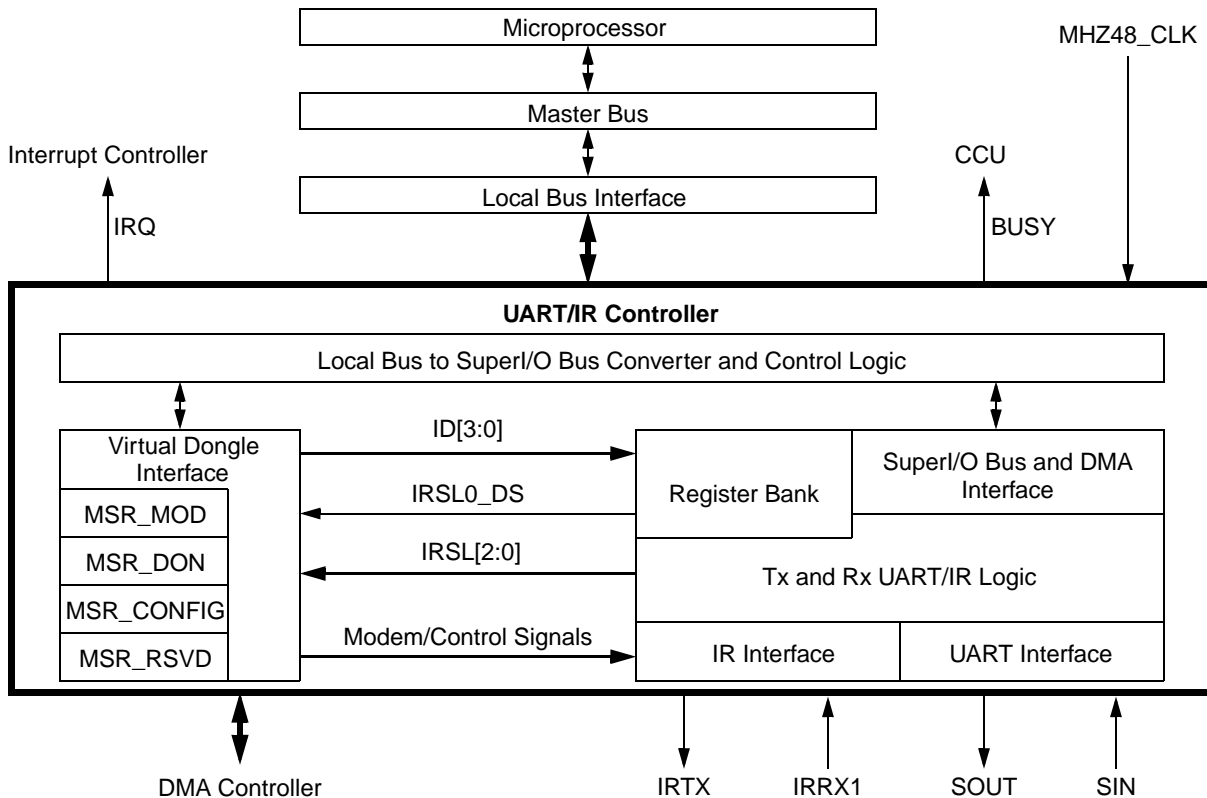 Microprocessor
MHZ48_CLK
Master Bus
Interrupt Controller
CCU
Local Bus Interface
IRQ
BUSY
UART/IR Controller
Local Bus to SuperI/O Bus Converter and Control Logic
Virtual Dongle
Interface
MSR_MOD
MSR_DON
MSR_CONFIG
MSR_RSVD
ID[3:0]
IRSL0_DS
IRSL[2:0]
Modem/Control Signals
Register Bank
SuperI/O Bus and DMA
Interface
Tx and Rx UART/IR Logic
IR Interface
UART Interface
DMA Controller
IRTX
IRRX1
SOUT
SIN